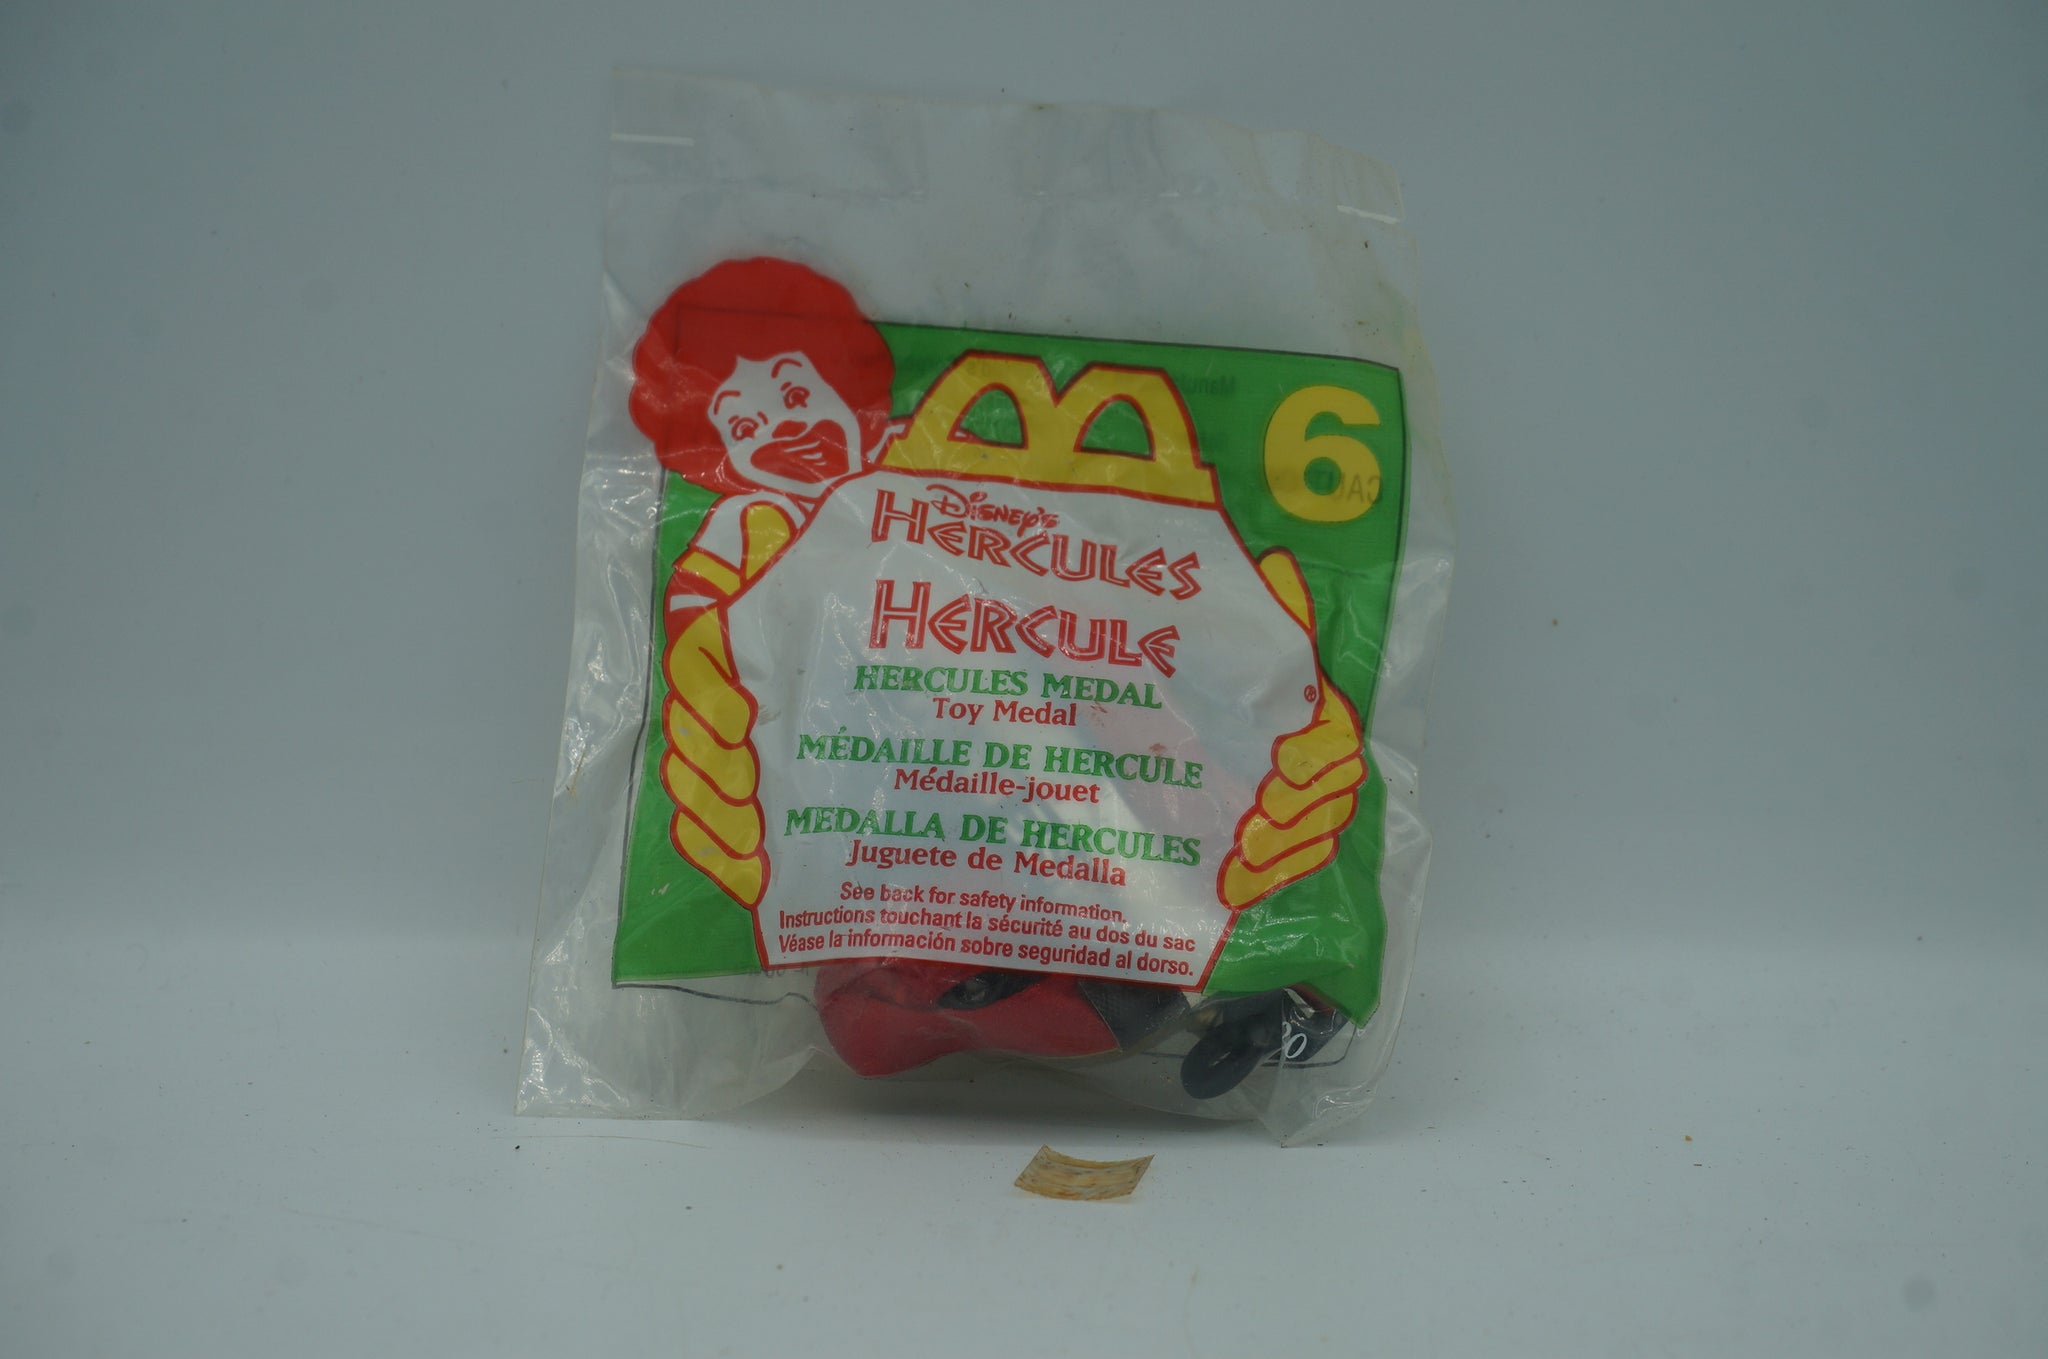 6
DISNEY'S
HERCULES
HERCULE
HERCULES MEDAL
Toy Medal
®
MÉDAILLE DE HERCULE
Médaille-jouet
MEDALLA DE HERCULES
Juguete de Medalla
See back for safety information.
Instructions touchant la sécurité au dos du sac
Véase la información sobre seguridad al dorso.